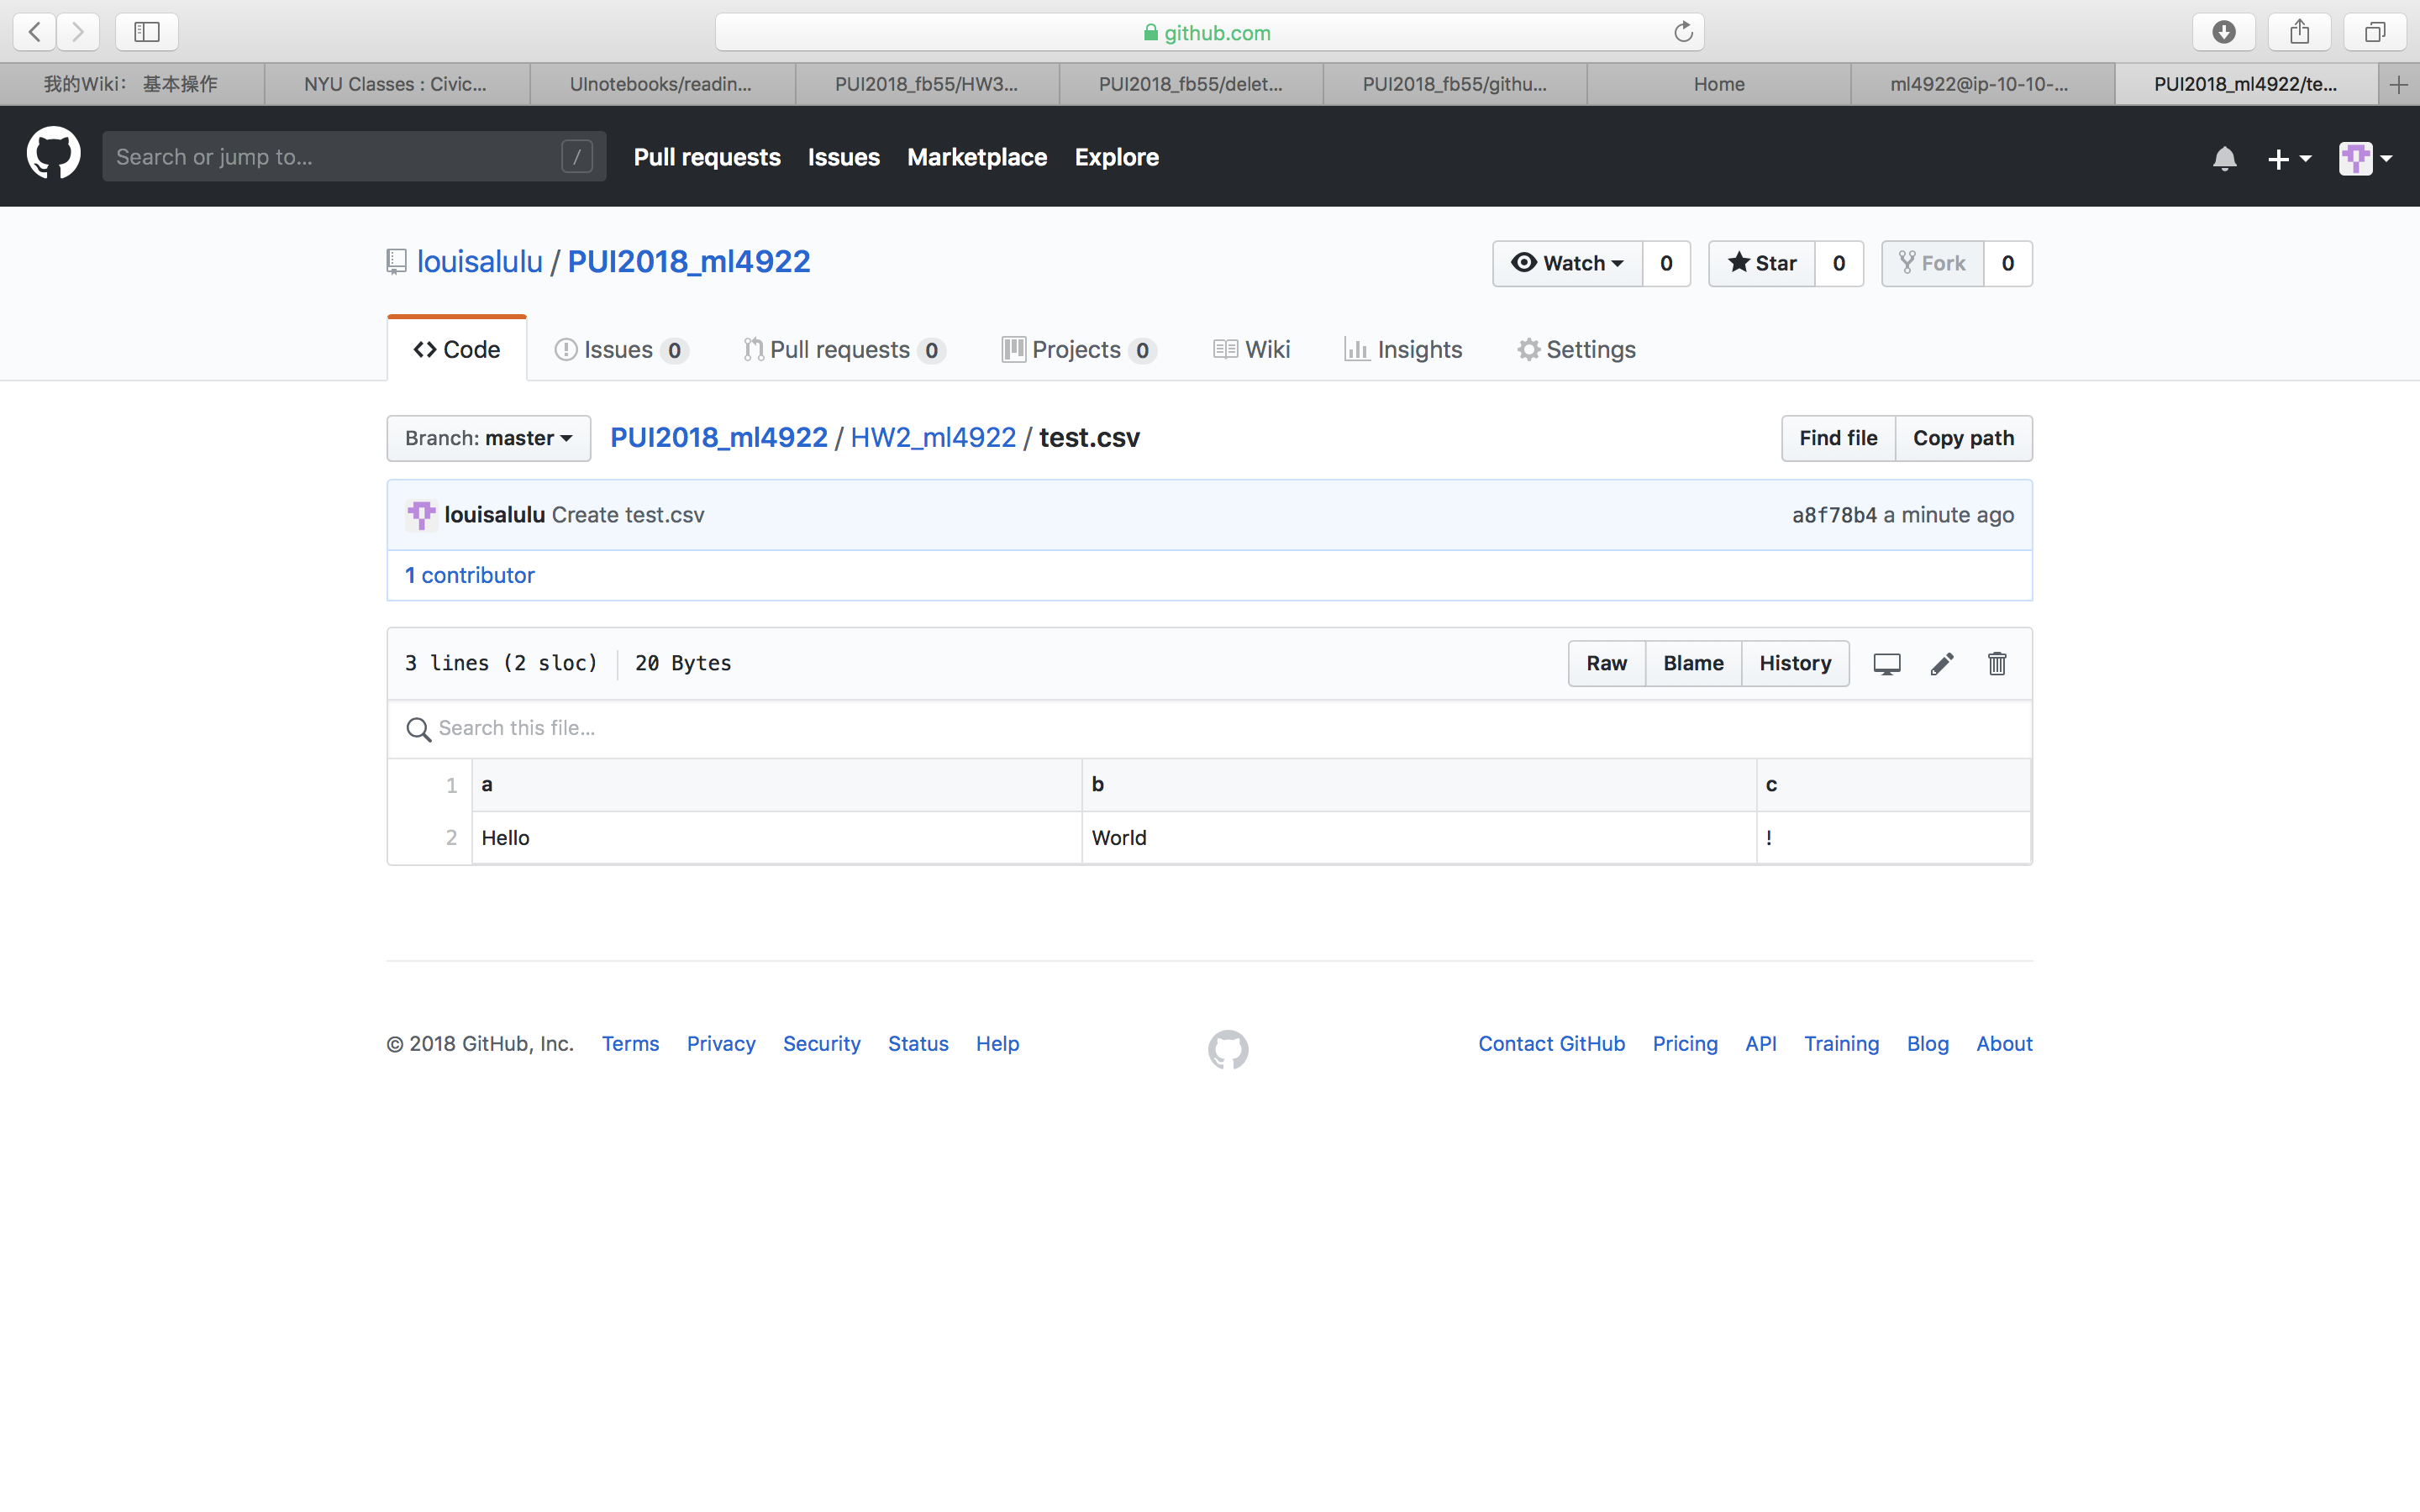 github.com
我的Wiki： 基本操作
NYU Classes : Civic...
UInotebooks/readin...
PUI2018_fb55/HW3...
PUI2018_fb55/delet...
PUI2018_fb55/githu...
Home
ml4922@ip-10-10-...
PUI2018_ml4922/te...
Search or jump to... /
Pull requests Issues Marketplace Explore
louisalulu / PUI2018_ml4922
Watch 0 Star 0 Fork 0
Code Issues 0 Pull requests 0 Projects 0 Wiki Insights Settings
Branch: master PUI2018_ml4922 / HW2_ml4922 / test.csv
Find file Copy path
louisalulu Create test.csv
a8f78b4 a minute ago
1 contributor
3 lines (2 sloc) 20 Bytes
Raw Blame History
Search this file...
1 a b c
2 Hello World !
© 2018 GitHub, Inc. Terms Privacy Security Status Help
Contact GitHub Pricing API Training Blog About